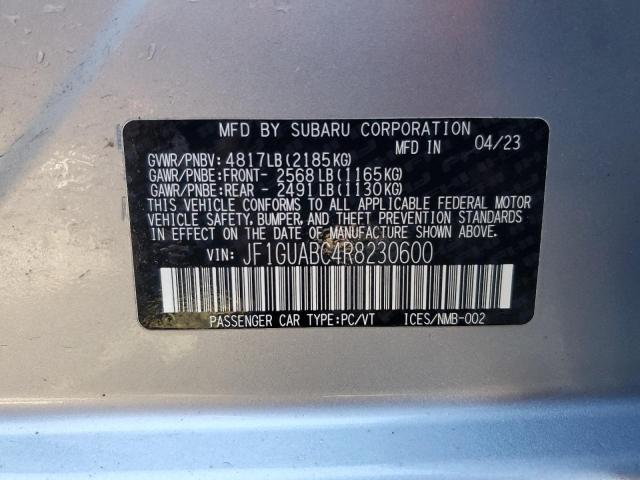 MFD BY SUBARU CORPORATION
MFD IN 04/23
GVWR/PNBV: 4817LB(2185KG)
GAWR/PNBE:FRONT- 2568LB(1165KG)
GAWR/PNBE:REAR - 2491LB(1130KG)
THIS VEHICLE CONFORMS TO ALL APPLICABLE FEDERAL MOTOR
VEHICLE SAFETY, BUMPER, AND THEFT PREVENTION STANDARDS
IN EFFECT ON THE DATE OF MANUFACTURE SHOWN ABOVE.
VIN: JF1GUABC4R8230600
PASSENGER CAR TYPE:PC/VT ICES/NMB-002